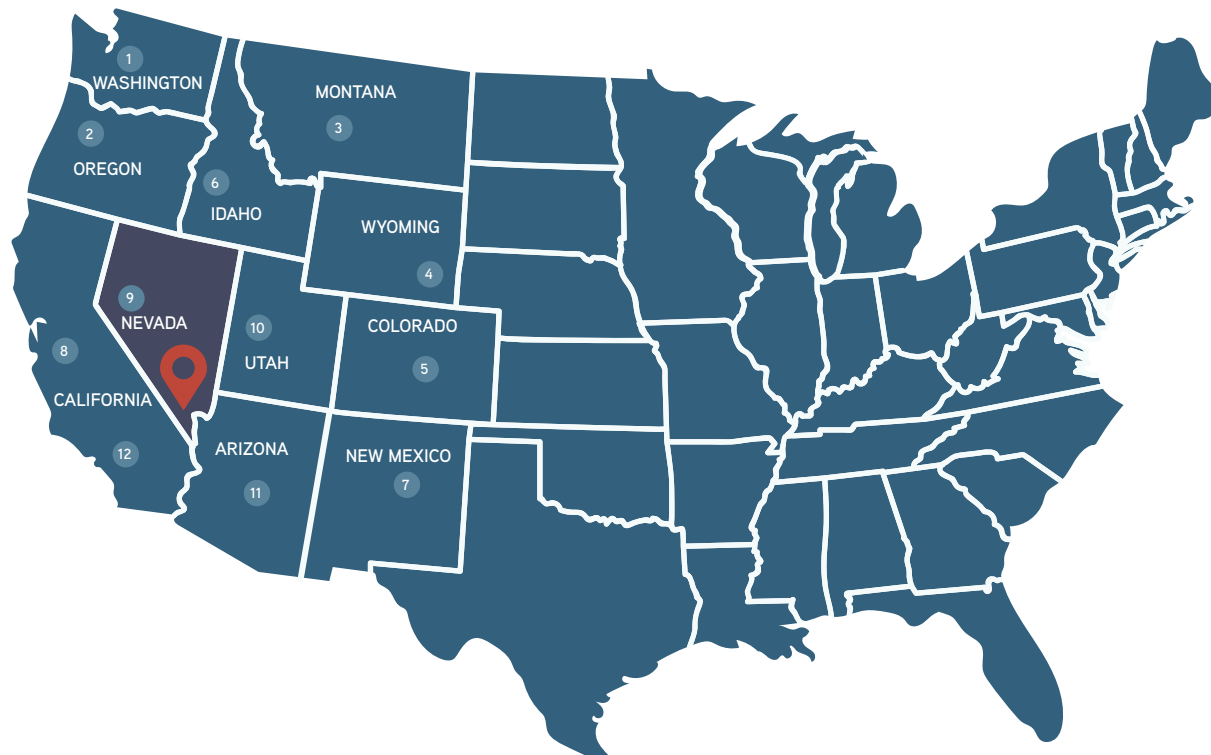 1
WASHINGTON
MONTANA
3
2
OREGON
6
IDAHO
WYOMING
4
9
NEVADA
10
UTAH
COLORADO
5
8
CALIFORNIA
12
ARIZONA
11
NEW MEXICO
7